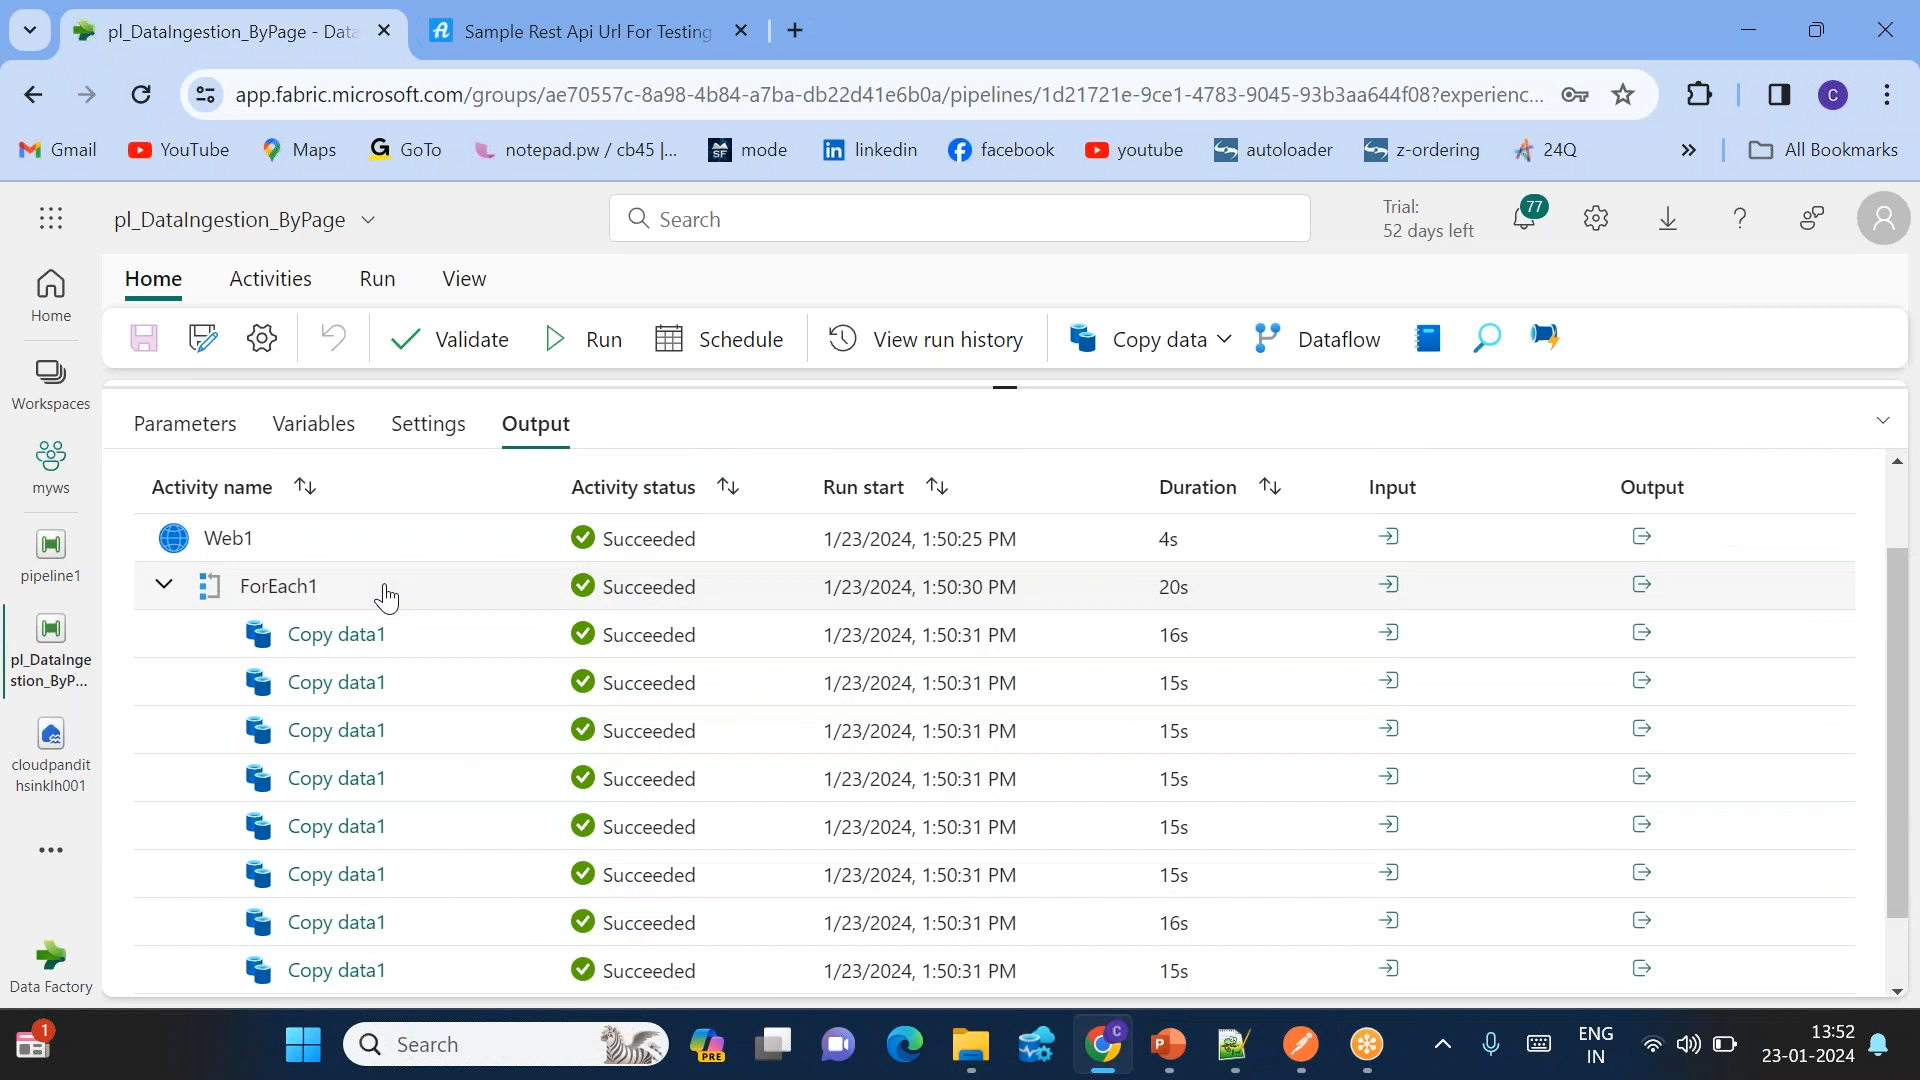 pl_DataIngestion_ByPage - Data
Sample Rest Api Url For Testing
app.fabric.microsoft.com/groups/ae70557c-8a98-4b84-a7ba-db22d41e6b0a/pipelines/1d21721e-9ce1-4783-9045-93b3aa644f08?experienc...
C
Gmail
YouTube
Maps
GoTo
notepad.pw / cb45 |...
mode
linkedin
facebook
youtube
autoloader
z-ordering
24Q
All Bookmarks
pl_DataIngestion_ByPage
Search
Trial:
52 days left
77
Home
Activities
Run
View
Validate
Run
Schedule
View run history
Copy data
Dataflow
Home
Workspaces
myws
pipeline1
pl_DataInge
stion_ByP...
cloudpandit
hsinklh001
Data Factory
Parameters
Variables
Settings
Output
Activity name
Activity status
Run start
Duration
Input
Output
Web1 Succeeded 1/23/2024, 1:50:25 PM 4s
ForEach1 Succeeded 1/23/2024, 1:50:30 PM 20s
Copy data1 Succeeded 1/23/2024, 1:50:31 PM 16s
Copy data1 Succeeded 1/23/2024, 1:50:31 PM 15s
Copy data1 Succeeded 1/23/2024, 1:50:31 PM 15s
Copy data1 Succeeded 1/23/2024, 1:50:31 PM 15s
Copy data1 Succeeded 1/23/2024, 1:50:31 PM 15s
Copy data1 Succeeded 1/23/2024, 1:50:31 PM 15s
Copy data1 Succeeded 1/23/2024, 1:50:31 PM 16s
Copy data1 Succeeded 1/23/2024, 1:50:31 PM 15s
1
Search
PRE
C
ENG
IN
13:52
23-01-2024